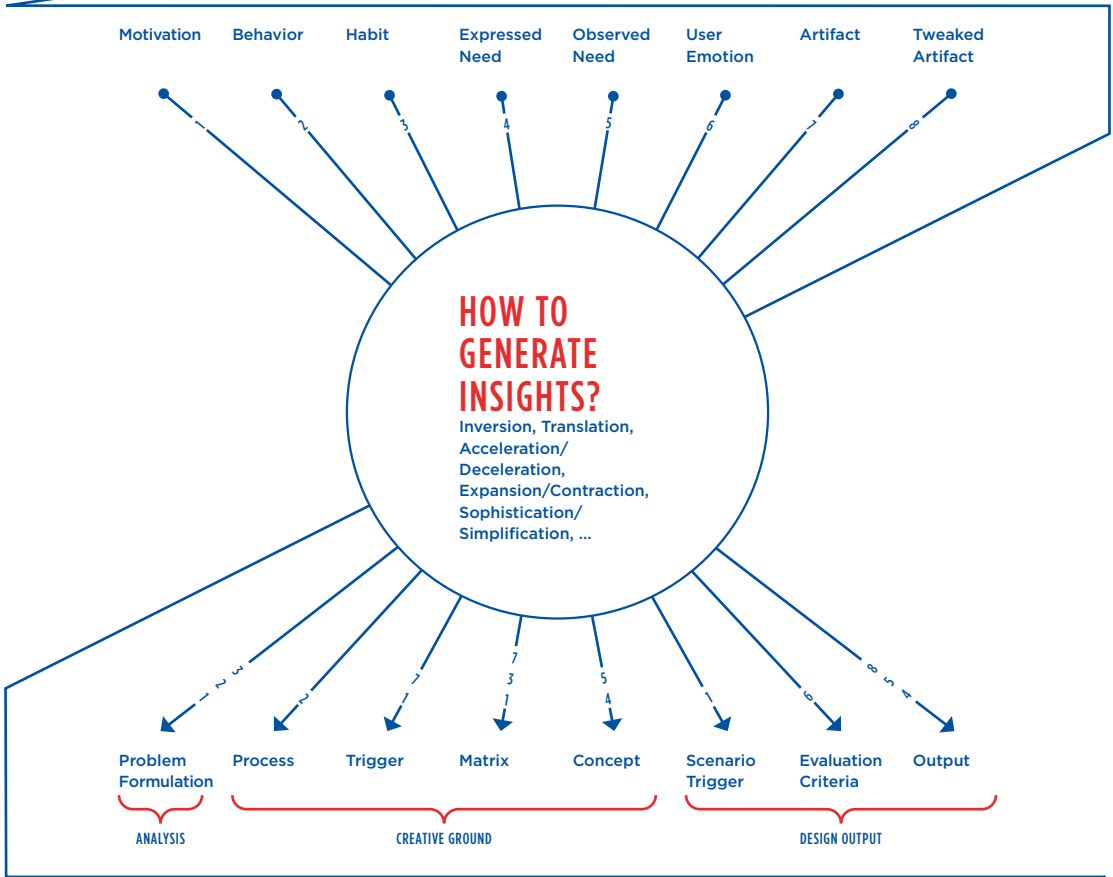 Motivation
Behavior
Habit
Expressed
Need
Observed
Need
User
Emotion
Artifact
Tweaked
Artifact
1
2
3
4
5
6
7
8
HOW TO
GENERATE
INSIGHTS?
Inversion, Translation,
Acceleration/
Deceleration,
Expansion/Contraction,
Sophistication/
Simplification, ...
1 2 3
2
1 7
7
3
1
5
4
1
6
8 5 4
Problem
Formulation
Process
Trigger
Matrix
Concept
Scenario
Trigger
Evaluation
Criteria
Output
ANALYSIS
CREATIVE GROUND
DESIGN OUTPUT